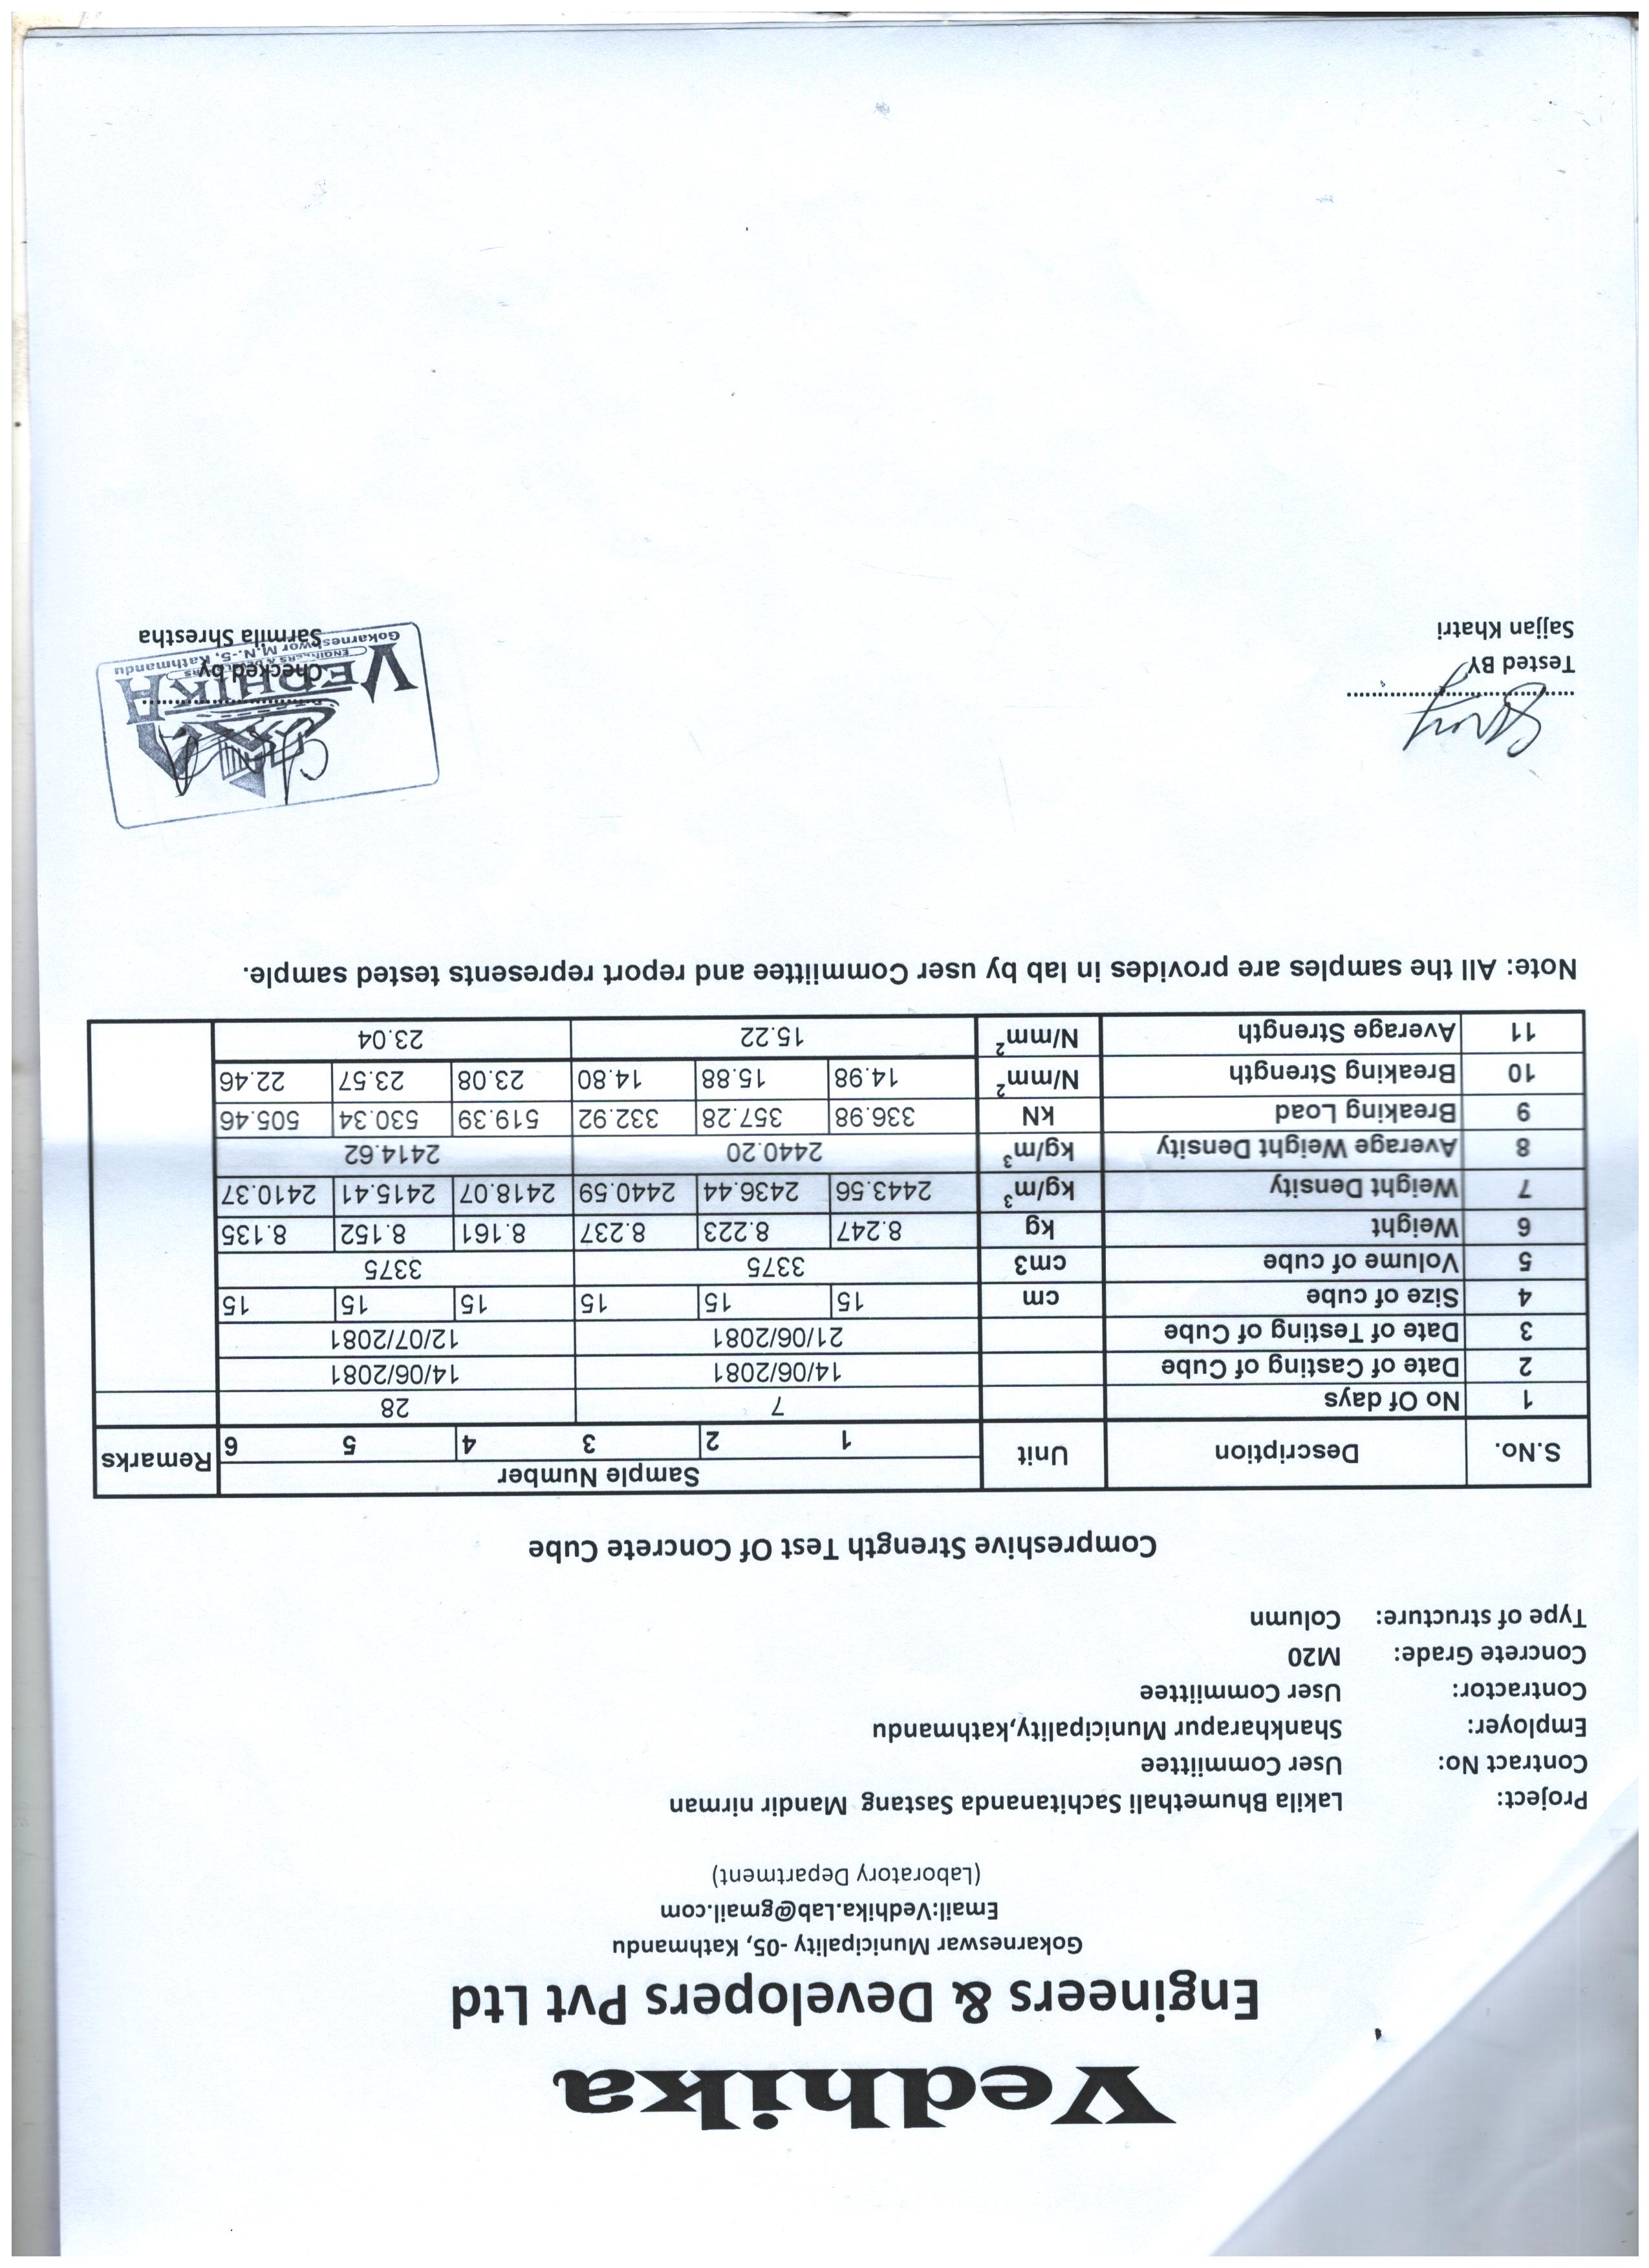 Vedhika
Engineers & Developers Pvt Ltd
Gokarneswar Municipality -05, Kathmandu
Email:Vedhika.Lab@gmail.com
(Laboratory Department)
Project: Lakila Bhumethali Sachitananda Sastang Mandir nirman
Contract No: User Committee
Employer: Shankharapur Municipality,kathmandu
Contractor: User Committee
Concrete Grade: M20
Type of structure: Column
Compreshive Strength Test Of Concrete Cube
S.No. Description Unit Sample Number Remarks
1 2 3 4 5 6
1 No Of days 7 28
2 Date of Casting of Cube 14/06/2081 14/06/2081
3 Date of Testing of Cube 21/06/2081 12/07/2081
4 Size of cube cm 15 15 15 15 15 15
5 Volume of cube cm3 3375 3375
6 Weight kg 8.247 8.223 8.237 8.161 8.152 8.135
7 Weight Density kg/m³ 2443.56 2436.44 2440.59 2418.07 2415.41 2410.37
8 Average Weight Density kg/m³ 2440.20 2414.62
9 Breaking Load kN 336.98 357.28 332.92 519.39 530.34 505.46
10 Breaking Strength N/mm² 14.98 15.88 14.80 23.08 23.57 22.46
11 Average Strength N/mm² 15.22 23.04
Note: All the samples are provides in lab by user Committee and report represents tested sample.
Tested BY
Sajjan Khatri
VEDHIKA
Checked by
Gokarneshwor M.N.-5, Kathmandu
Sarmila Shrestha